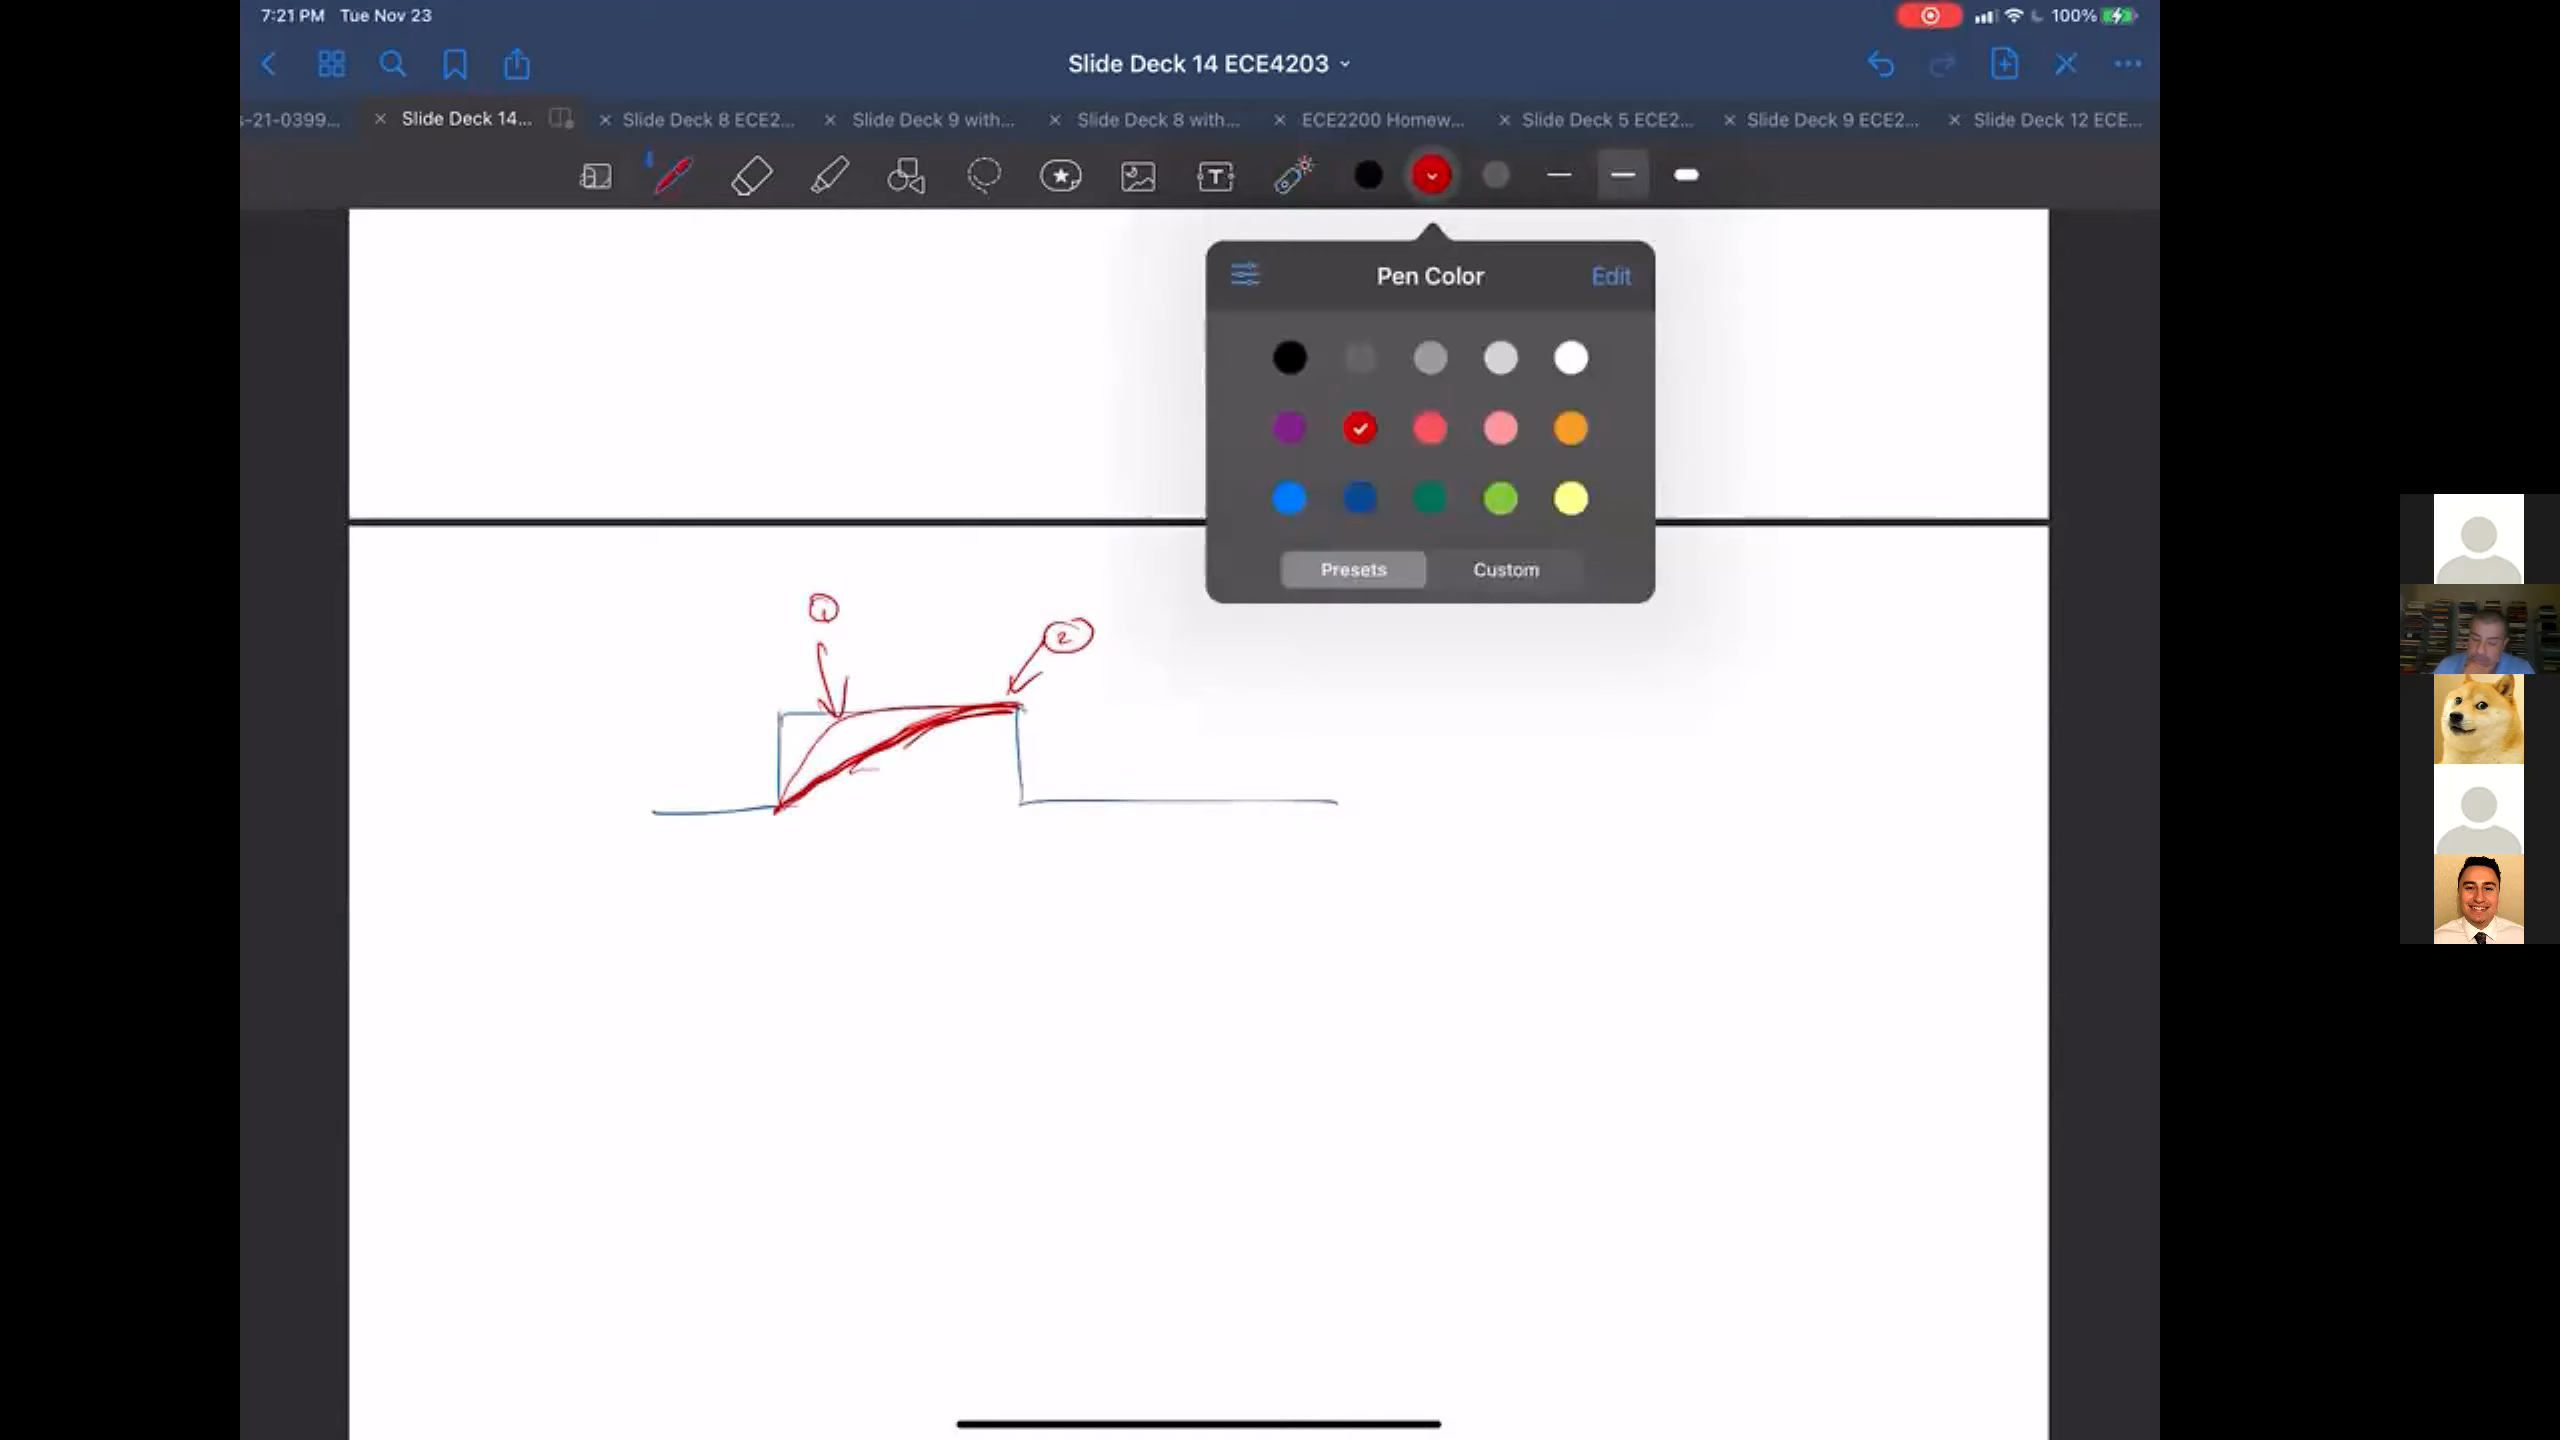 7:21 PM Tue Nov 23
100%
Slide Deck 14 ECE4203
s-21-0399...
Slide Deck 14...
Slide Deck 8 ECE2...
Slide Deck 9 with...
Slide Deck 8 with...
ECE2200 Homew...
Slide Deck 5 ECE2...
Slide Deck 9 ECE2...
Slide Deck 12 ECE...
Pen Color
Edit
Presets
Custom
1
2